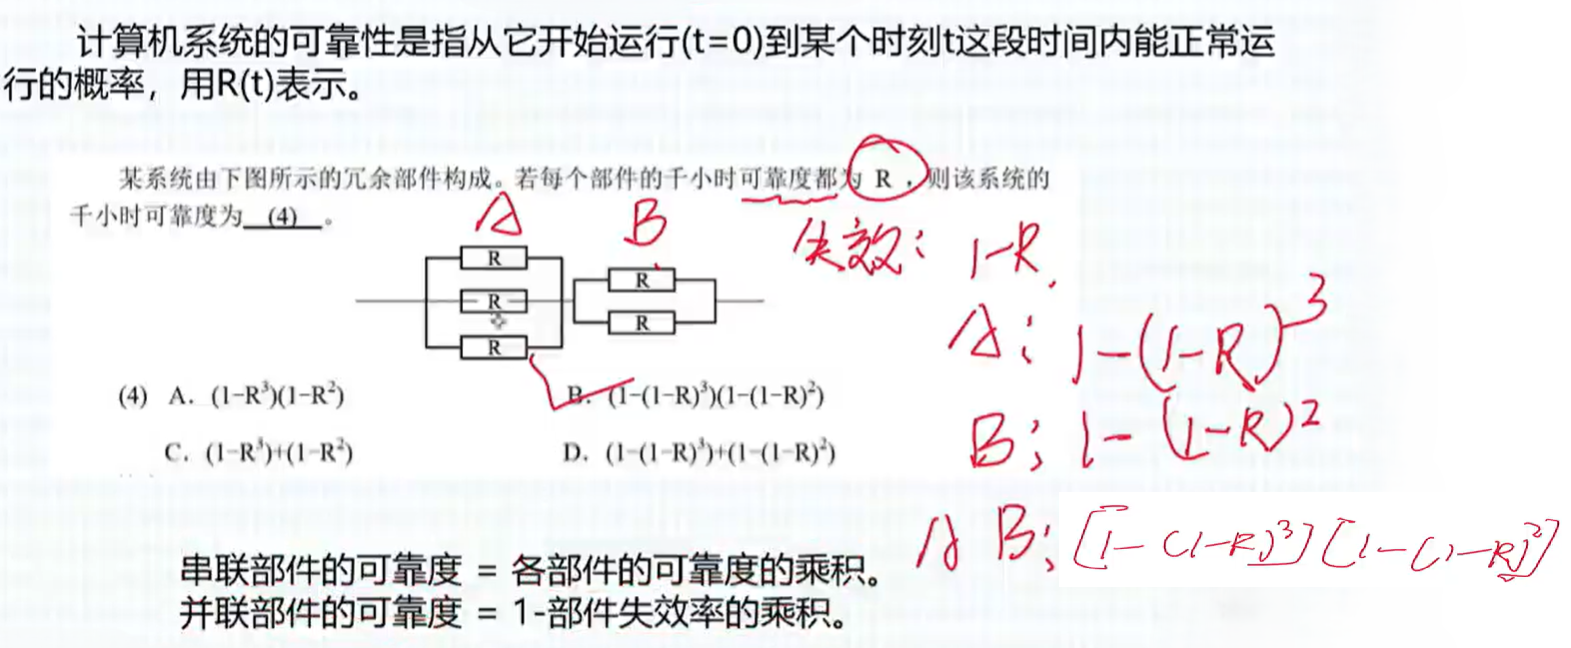 计算机系统的可靠性是指从它开始运行(t=0)到某个时刻t这段时间内能正常运
行的概率，用R(t)表示。
某系统由下图所示的冗余部件构成。若每个部件的千小时可靠度都为 R ，则该系统的
千小时可靠度为 (4) 。
A
B
失效：1-R
R
R
R
R
R
A：1-(1-R)³
(4) A. (1-R³)(1-R²)
B. (1-(1-R)³)(1-(1-R)²)
B：1-(1-R)²
C. (1-R³)+(1-R²)
D. (1-(1-R)³)+(1-(1-R)²)
A B：[1-(1-R)³][1-(1-R)²]
串联部件的可靠度 = 各部件的可靠度的乘积。
并联部件的可靠度 = 1-部件失效率的乘积。